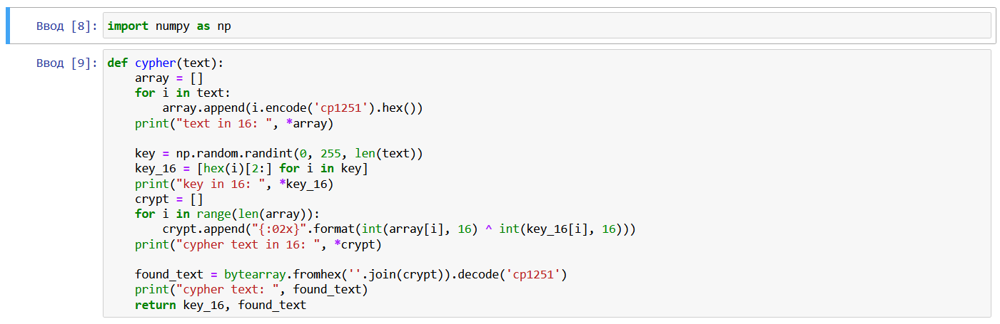 Ввод [8]: import numpy as np
Ввод [9]: def cypher(text):
    array = []
    for i in text:
        array.append(i.encode('cp1251').hex())
    print("text in 16: ", *array)

    key = np.random.randint(0, 255, len(text))
    key_16 = [hex(i)[2:] for i in key]
    print("key in 16: ", *key_16)
    crypt = []
    for i in range(len(array)):
        crypt.append("{:02x}".format(int(array[i], 16) ^ int(key_16[i], 16)))
    print("cypher text in 16: ", *crypt)

    found_text = bytearray.fromhex(''.join(crypt)).decode('cp1251')
    print("cypher text: ", found_text)
    return key_16, found_text